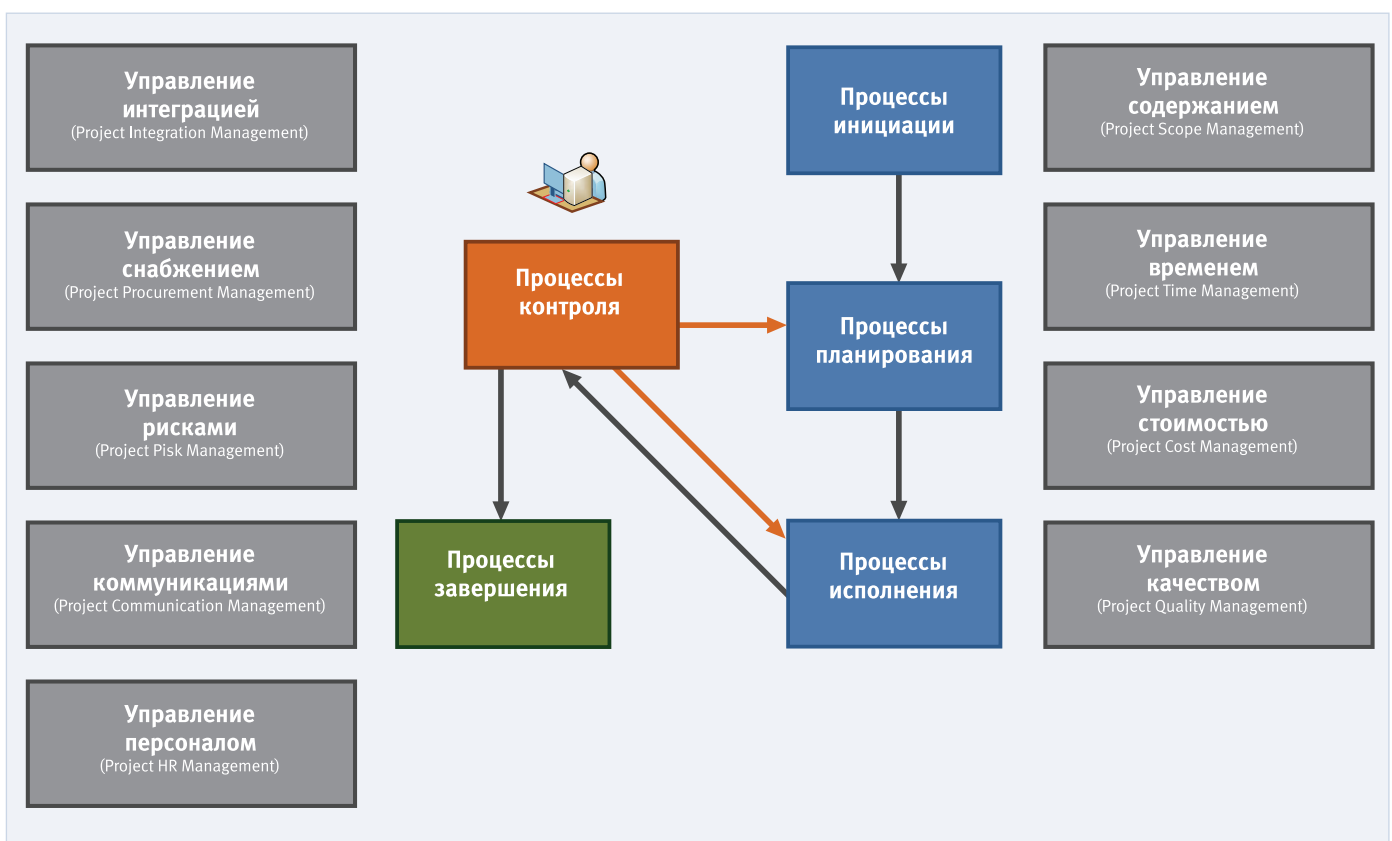 Управление
интеграцией
(Project Integration Management)
Управление
снабжением
(Project Procurement Management)
Управление
рисками
(Project Pisk Management)
Управление
коммуникациями
(Project Communication Management)
Управление
персоналом
(Project HR Management)
Процессы
контроля
Процессы
завершения
Процессы
инициации
Процессы
планирования
Процессы
исполнения
Управление
содержанием
(Project Scope Management)
Управление
временем
(Project Time Management)
Управление
стоимостью
(Project Cost Management)
Управление
качеством
(Project Quality Management)